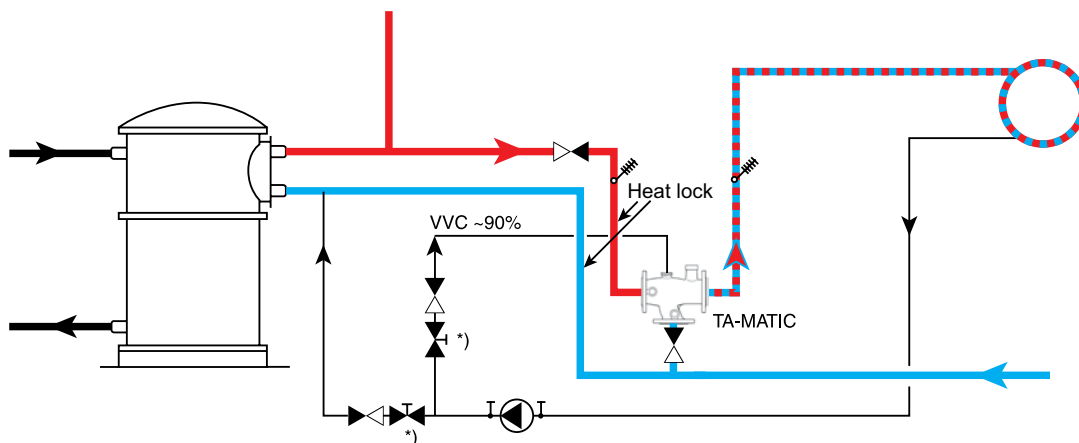 Heat lock
VVC ~90%
TA-MATIC
*)
*)